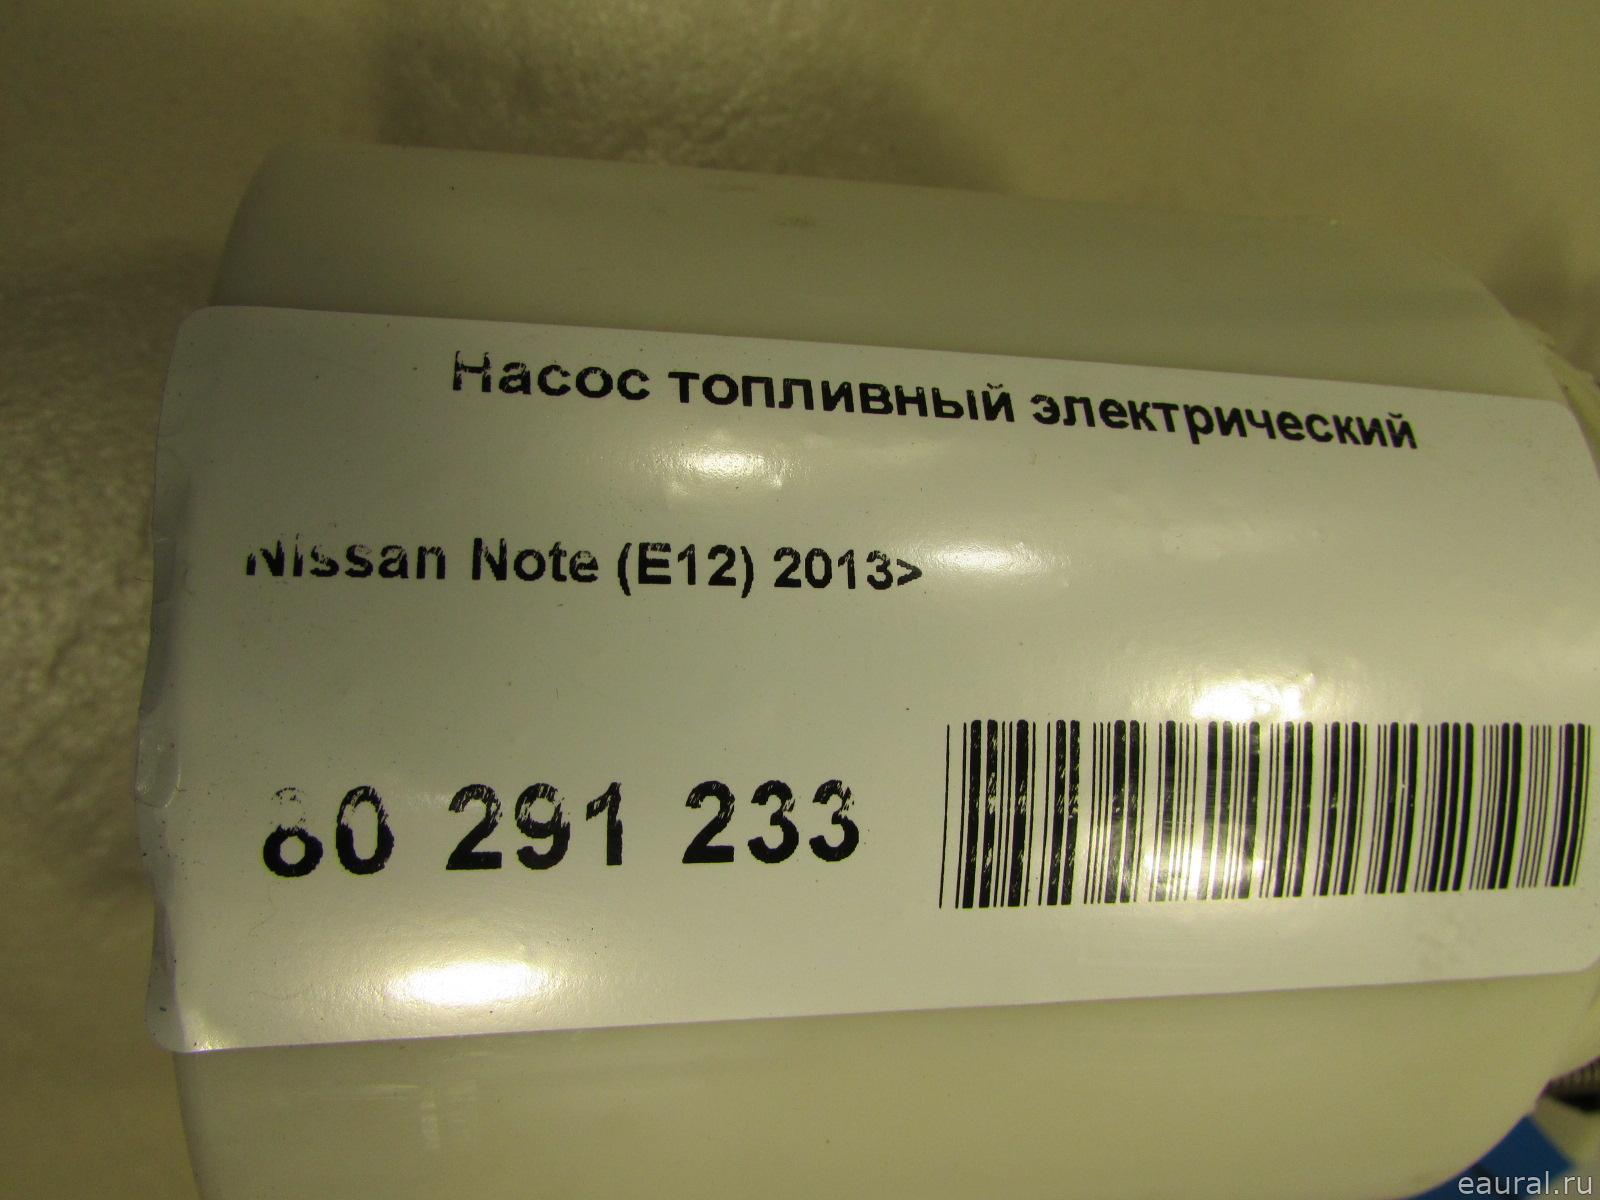 Насос топливный электрический
Nissan Note (E12) 2013>
80 291 233
eaural.ru